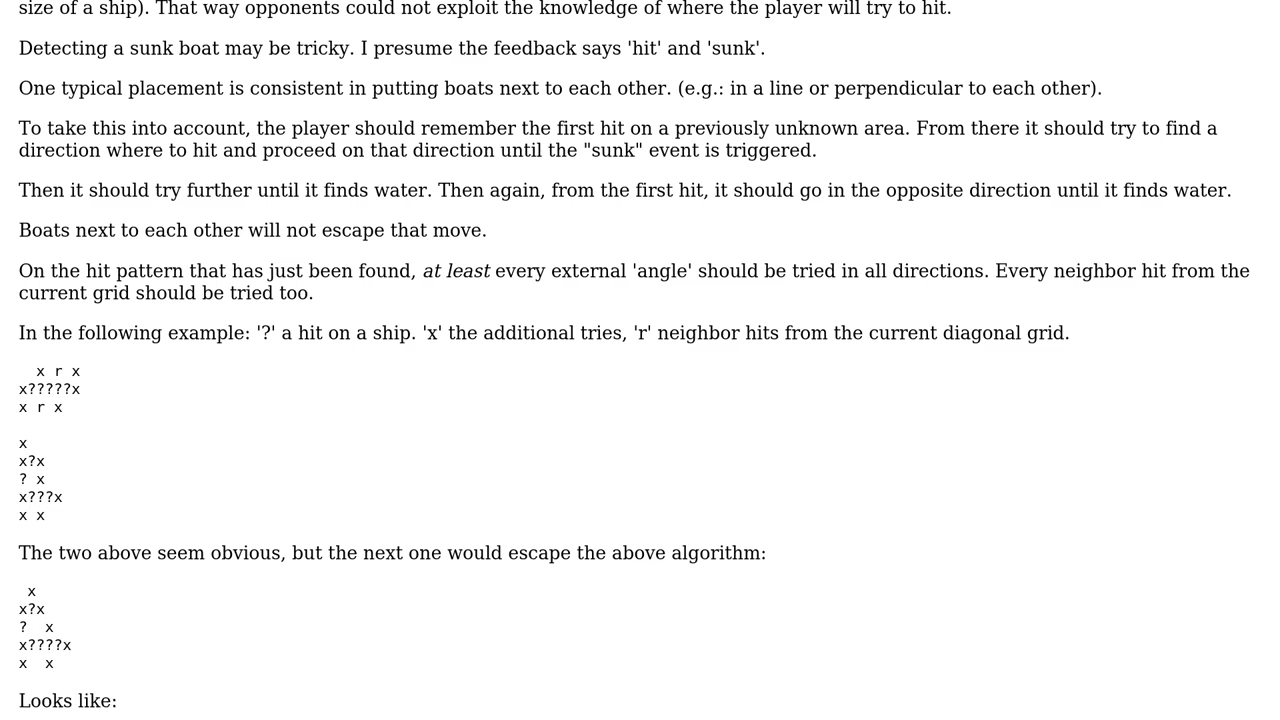 size of a ship). That way opponents could not exploit the knowledge of where the player will try to hit.
Detecting a sunk boat may be tricky. I presume the feedback says 'hit' and 'sunk'.
One typical placement is consistent in putting boats next to each other. (e.g.: in a line or perpendicular to each other).
To take this into account, the player should remember the first hit on a previously unknown area. From there it should try to find a
direction where to hit and proceed on that direction until the "sunk" event is triggered.
Then it should try further until it finds water. Then again, from the first hit, it should go in the opposite direction until it finds water.
Boats next to each other will not escape that move.
On the hit pattern that has just been found, at least every external 'angle' should be tried in all directions. Every neighbor hit from the
current grid should be tried too.
In the following example: '?' a hit on a ship. 'x' the additional tries, 'r' neighbor hits from the current diagonal grid.
  x r x
x?????x
x r x
x
x?x
? x
x???x
x x
The two above seem obvious, but the next one would escape the above algorithm:
 x
x?x
?  x
x????x
x  x
Looks like: